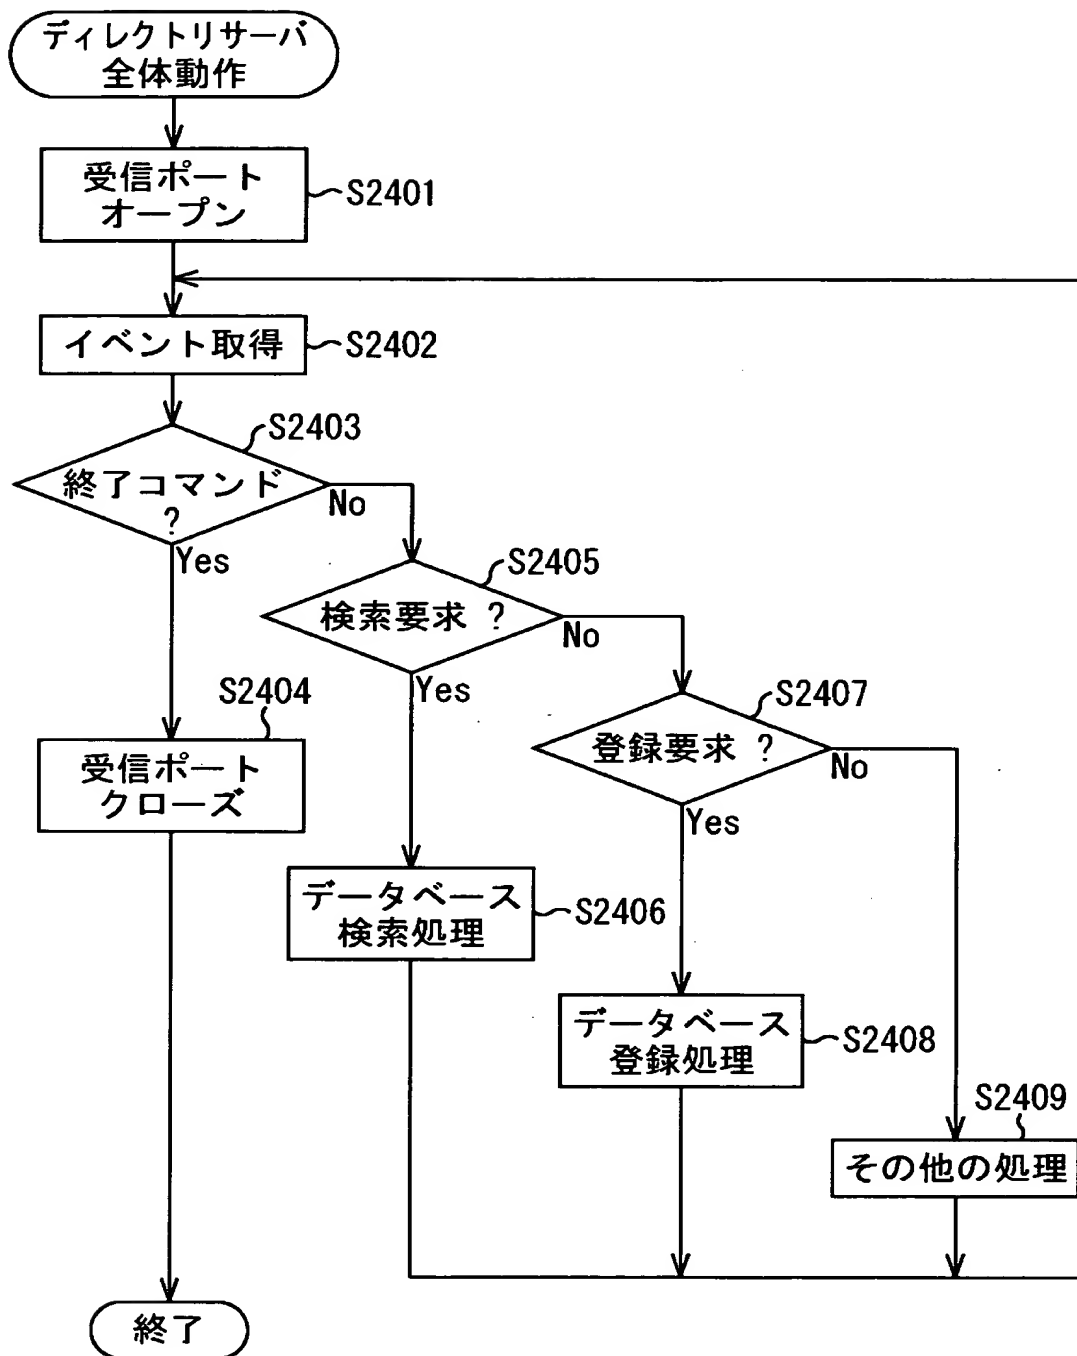 ディレクトリサーバ
全体動作
受信ポート
オープン
S2401
イベント取得
S2402
S2403
終了コマンド
?
No
Yes
S2405
検索要求 ?
No
Yes
S2404
受信ポート
クローズ
S2407
登録要求 ?
No
Yes
データベース
検索処理
S2406
データベース
登録処理
S2408
S2409
その他の処理
終了